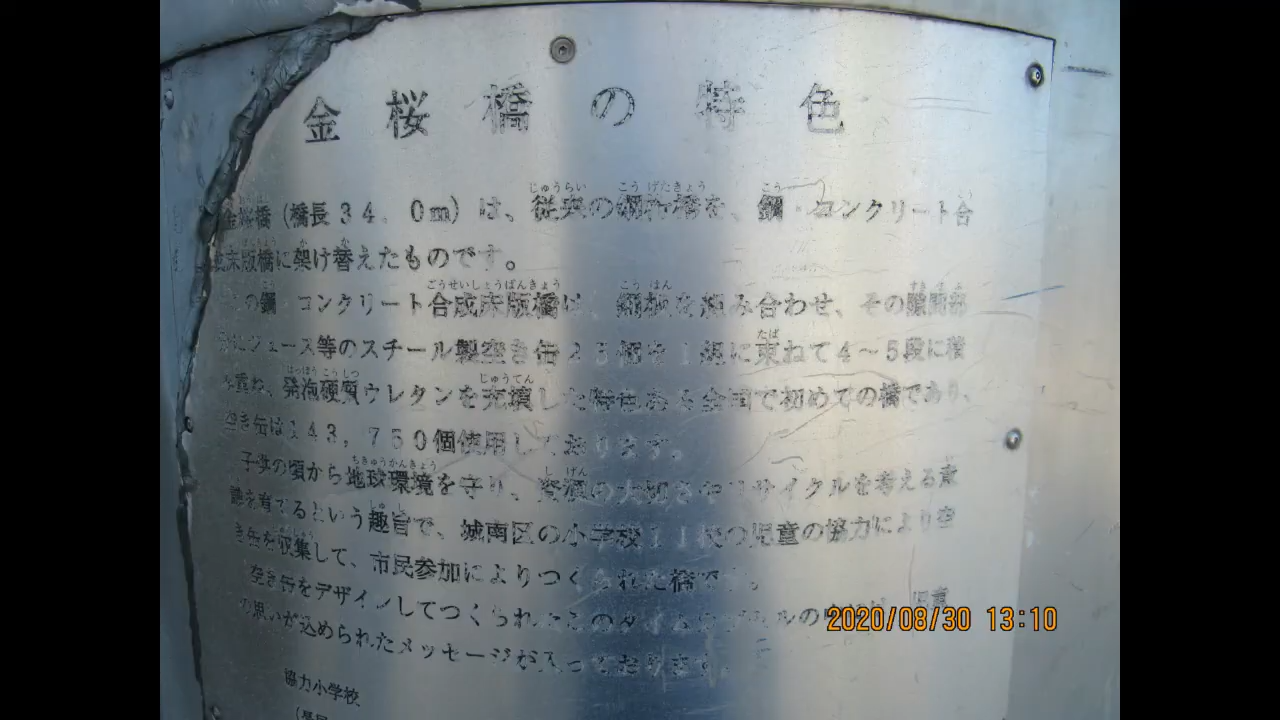 金桜橋の特色
金桜橋(橋長34.0m)は、従来の鋼桁橋を、鋼・コンクリート合
成床版橋に架け替えたものです。
の鋼・コンクリート合成床版橋は、鋼板を組み合わせ、その隙間部
ジュース等のスチール製空き缶25個を1組に束ねて4～5段に積
み重ね、発泡硬質ウレタンを充填した特色ある全国で初めての橋であり、
空き缶は143,750個使用しております。
子供の頃から地球環境を守り、資源の大切さやリサイクルを考える意
識を育てるという趣旨で、城南区の小学校11校の児童の協力により空
き缶を収集して、市民参加によりつくられた橋です。
空き缶をデザインしてつくられたこのタイムカプセルの中には、児童
の思いが込められたメッセージが入っております。
協力小学校
2020/08/30 13:10